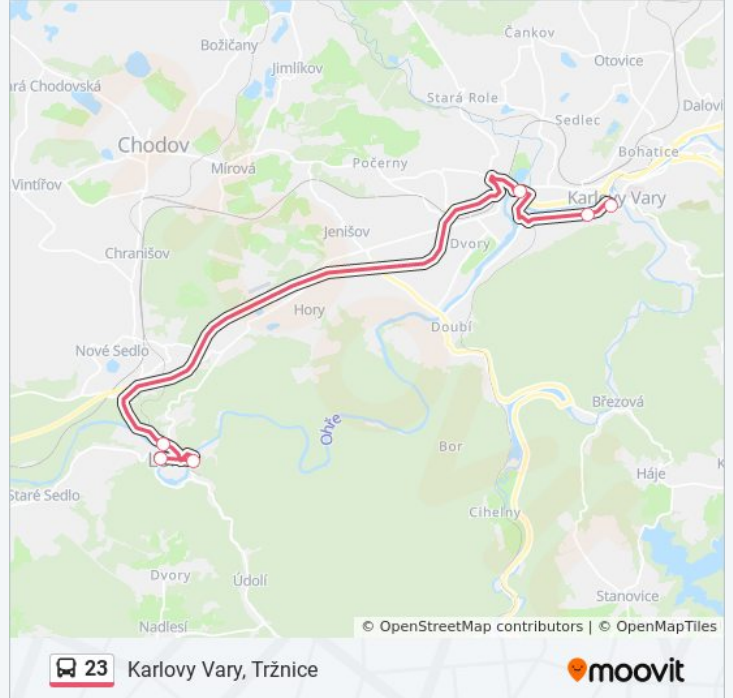 Čankov
Božičany
Otovice
Jimlíkov
ará Chodovská
Stará Role
Dalovi
Sedlec
Chodov
Bohatice
Počerny
Mírová
Vintířov
Karlovy Vary
Jenišov
Dvory
Chranišov
Hory
Doubí
Nové Sedlo
Březová
Ohře
Bor
L
Háje
K
Staré Sedlo
Cihelny
Dvory
Údolí
Stanovice
Nadlesí
© OpenStreetMap contributors | © OpenMapTiles
23 Karlovy Vary, Tržnice
moovit